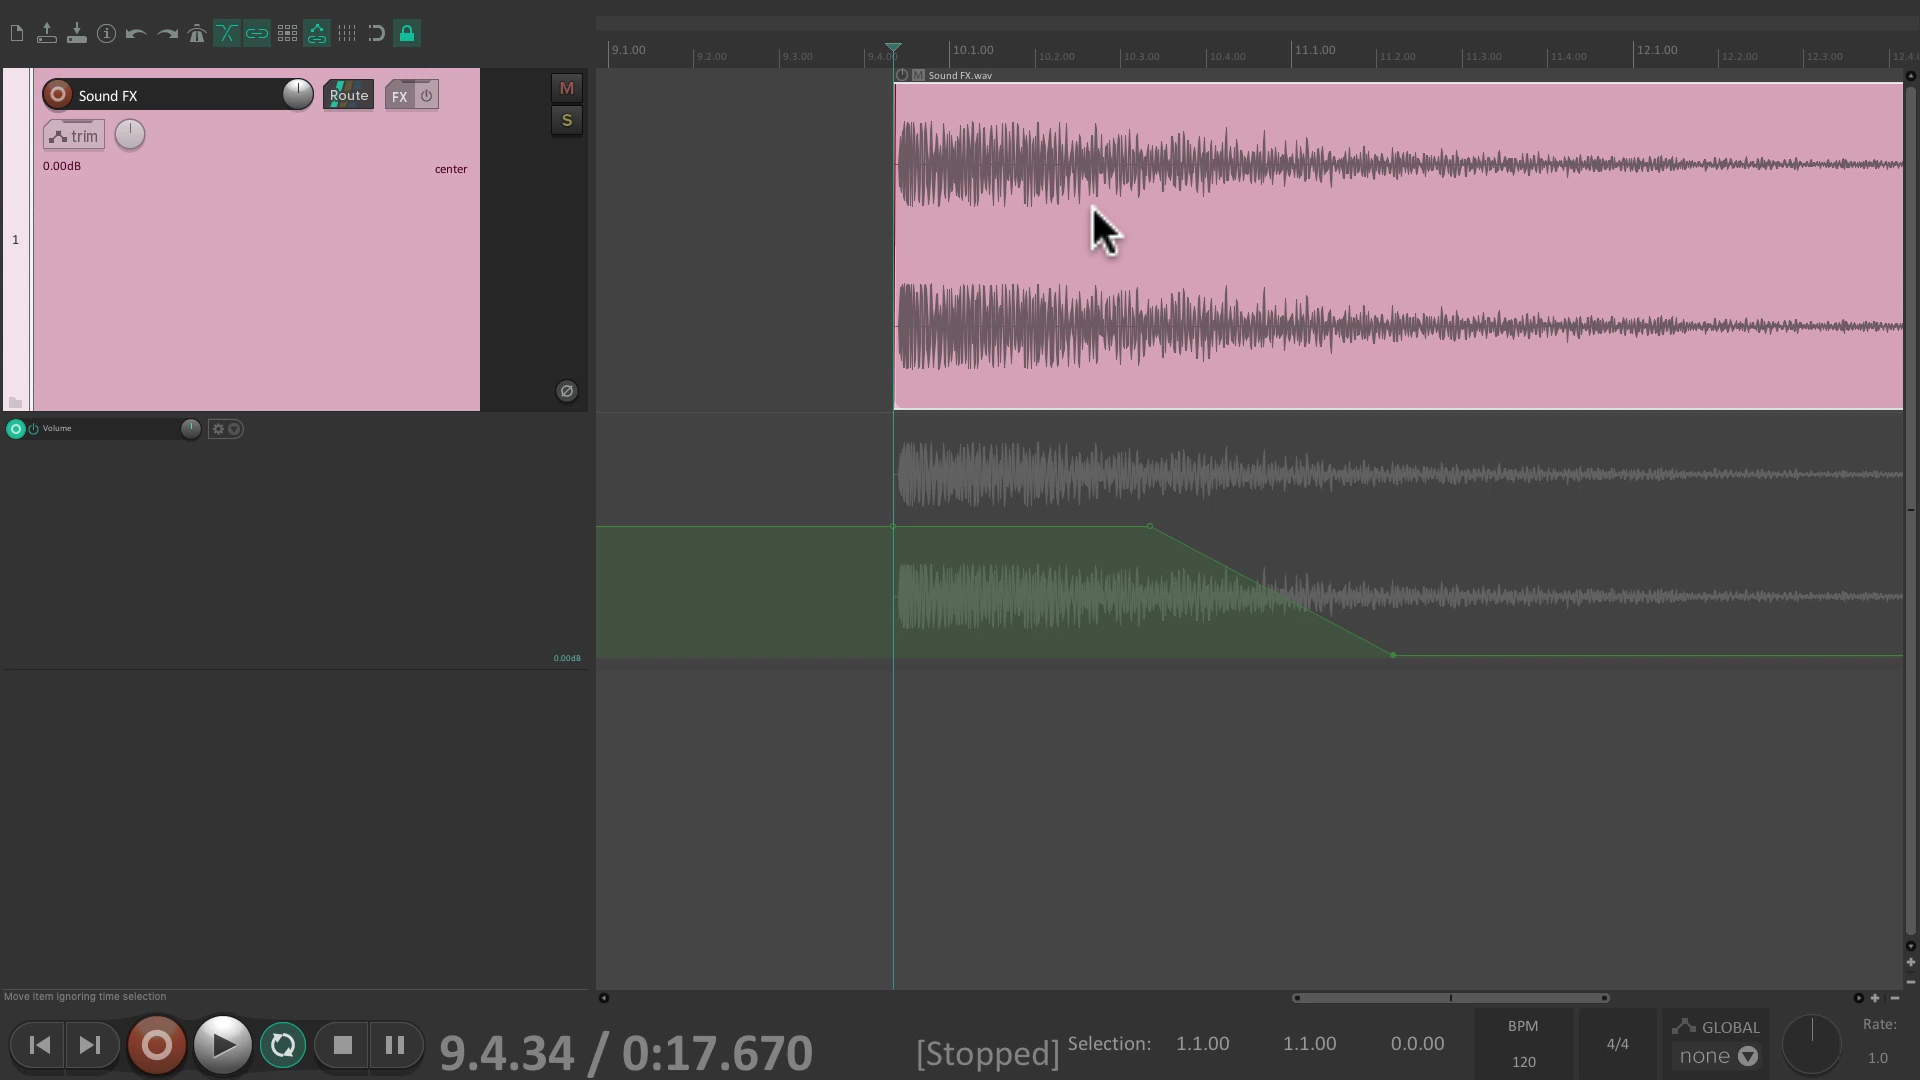 9.1.00
9.2.00
9.3.00
9.4.00
10.1.00
10.2.00
10.3.00
10.4.00
11.1.00
11.2.00
11.3.00
11.4.00
12.1.00
12.2.00
12.3.00
M Sound FX.wav
Sound FX
Route
FX
M
S
trim
0.00dB
center
1
Volume
0.00dB
Move item ignoring time selection
9.4.34 / 0:17.670
[Stopped]
Selection:
1.1.00
1.1.00
0.0.00
BPM
120
4/4
GLOBAL
none
Rate:
1.0